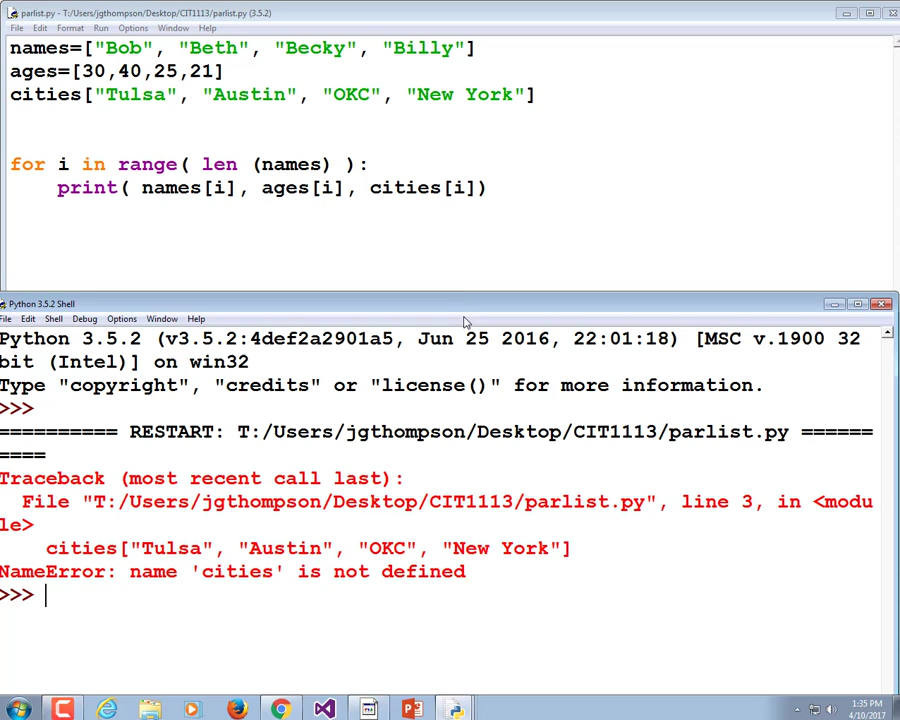 parlist.py - T:/Users/jgthompson/Desktop/CIT1113/parlist.py (3.5.2)
File Edit Format Run Options Window Help
names=["Bob", "Beth", "Becky", "Billy"]
ages=[30,40,25,21]
cities["Tulsa", "Austin", "OKC", "New York"]
for i in range( len (names) ):
print( names[i], ages[i], cities[i])
Python 3.5.2 Shell
File Edit Shell Debug Options Window Help
Python 3.5.2 (v3.5.2:4def2a2901a5, Jun 25 2016, 22:01:18) [MSC v.1900 32
bit (Intel)] on win32
Type "copyright", "credits" or "license()" for more information.
>>>
========== RESTART: T:/Users/jgthompson/Desktop/CIT1113/parlist.py ======
====
Traceback (most recent call last):
File "T:/Users/jgthompson/Desktop/CIT1113/parlist.py", line 3, in <modu
le>
cities["Tulsa", "Austin", "OKC", "New York"]
NameError: name 'cities' is not defined
>>>
1:35 PM
4/10/2017